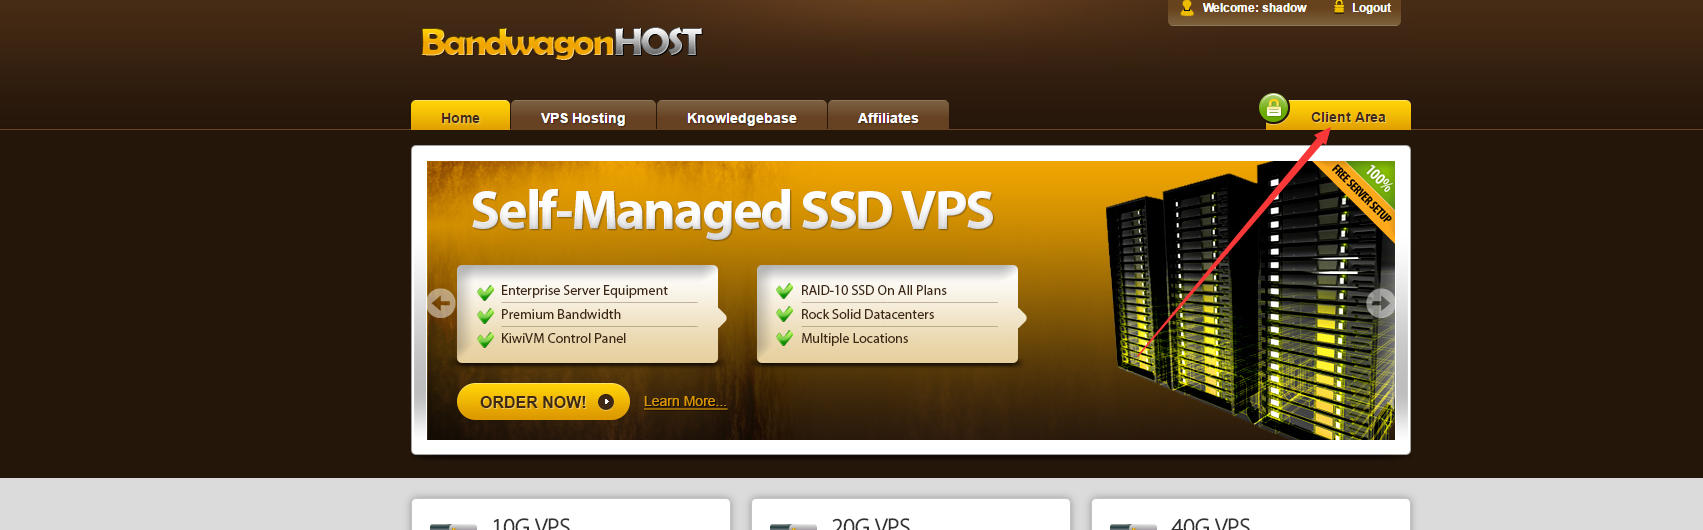 Welcome: shadow Logout
BandwagonHOST
Home VPS Hosting Knowledgebase Affiliates Client Area
Self-Managed SSD VPS
100%
FREE SERVER SETUP
Enterprise Server Equipment
Premium Bandwidth
KiwiVM Control Panel
RAID-10 SSD On All Plans
Rock Solid Datacenters
Multiple Locations
ORDER NOW! Learn More...
10G VPS 20G VPS 40G VPS